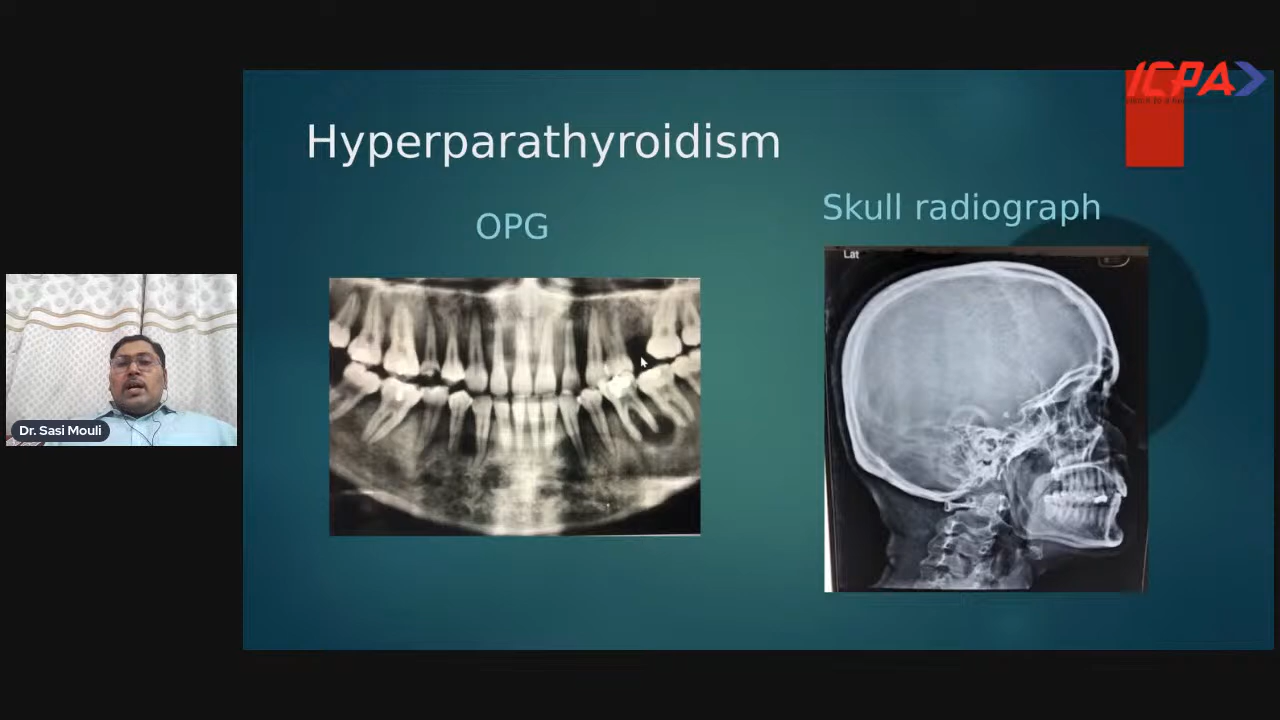 ICPA
Hyperparathyroidism
Skull radiograph
OPG
Lat
Dr. Sasi Mouli